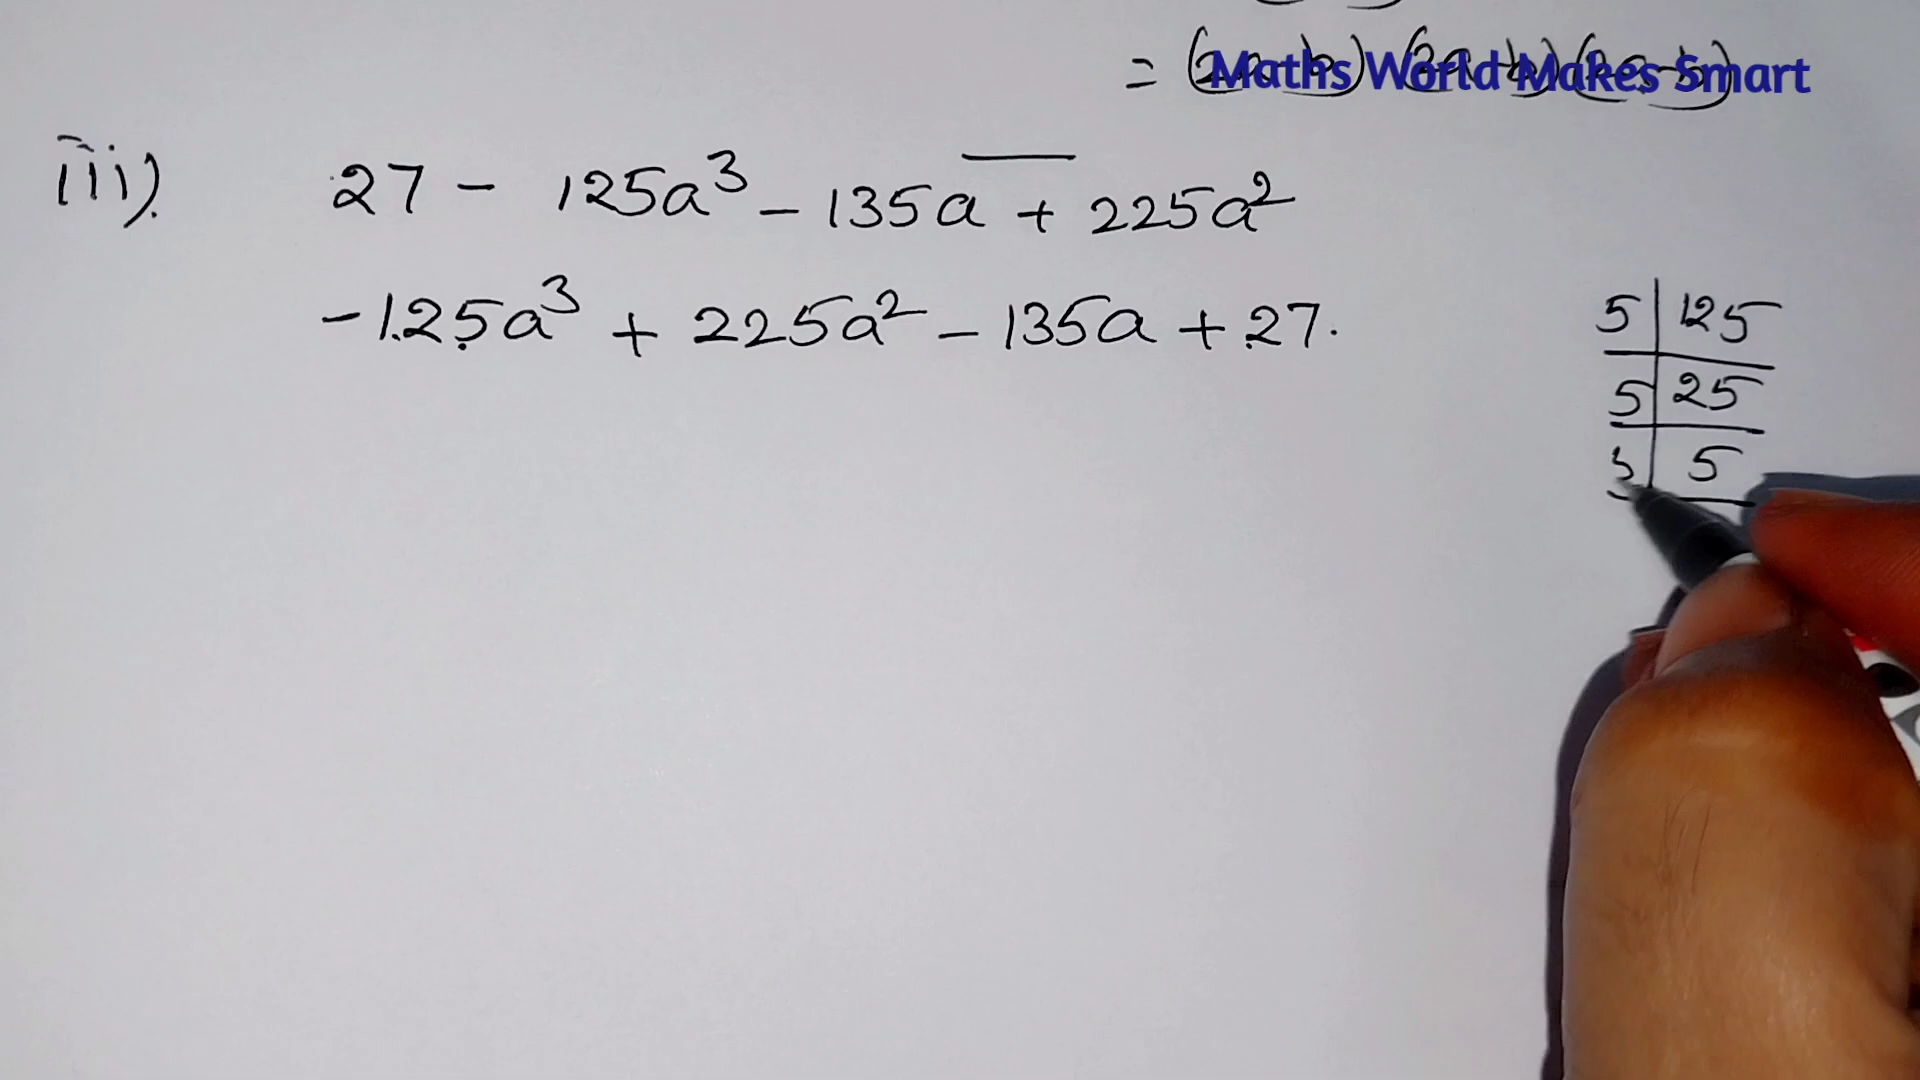 Maths World Makes Smart
iii). 27 - 125a³ - 135a + 225a²
-125a³ + 225a² - 135a + 27.
5 | 125
5 | 25
5 | 5